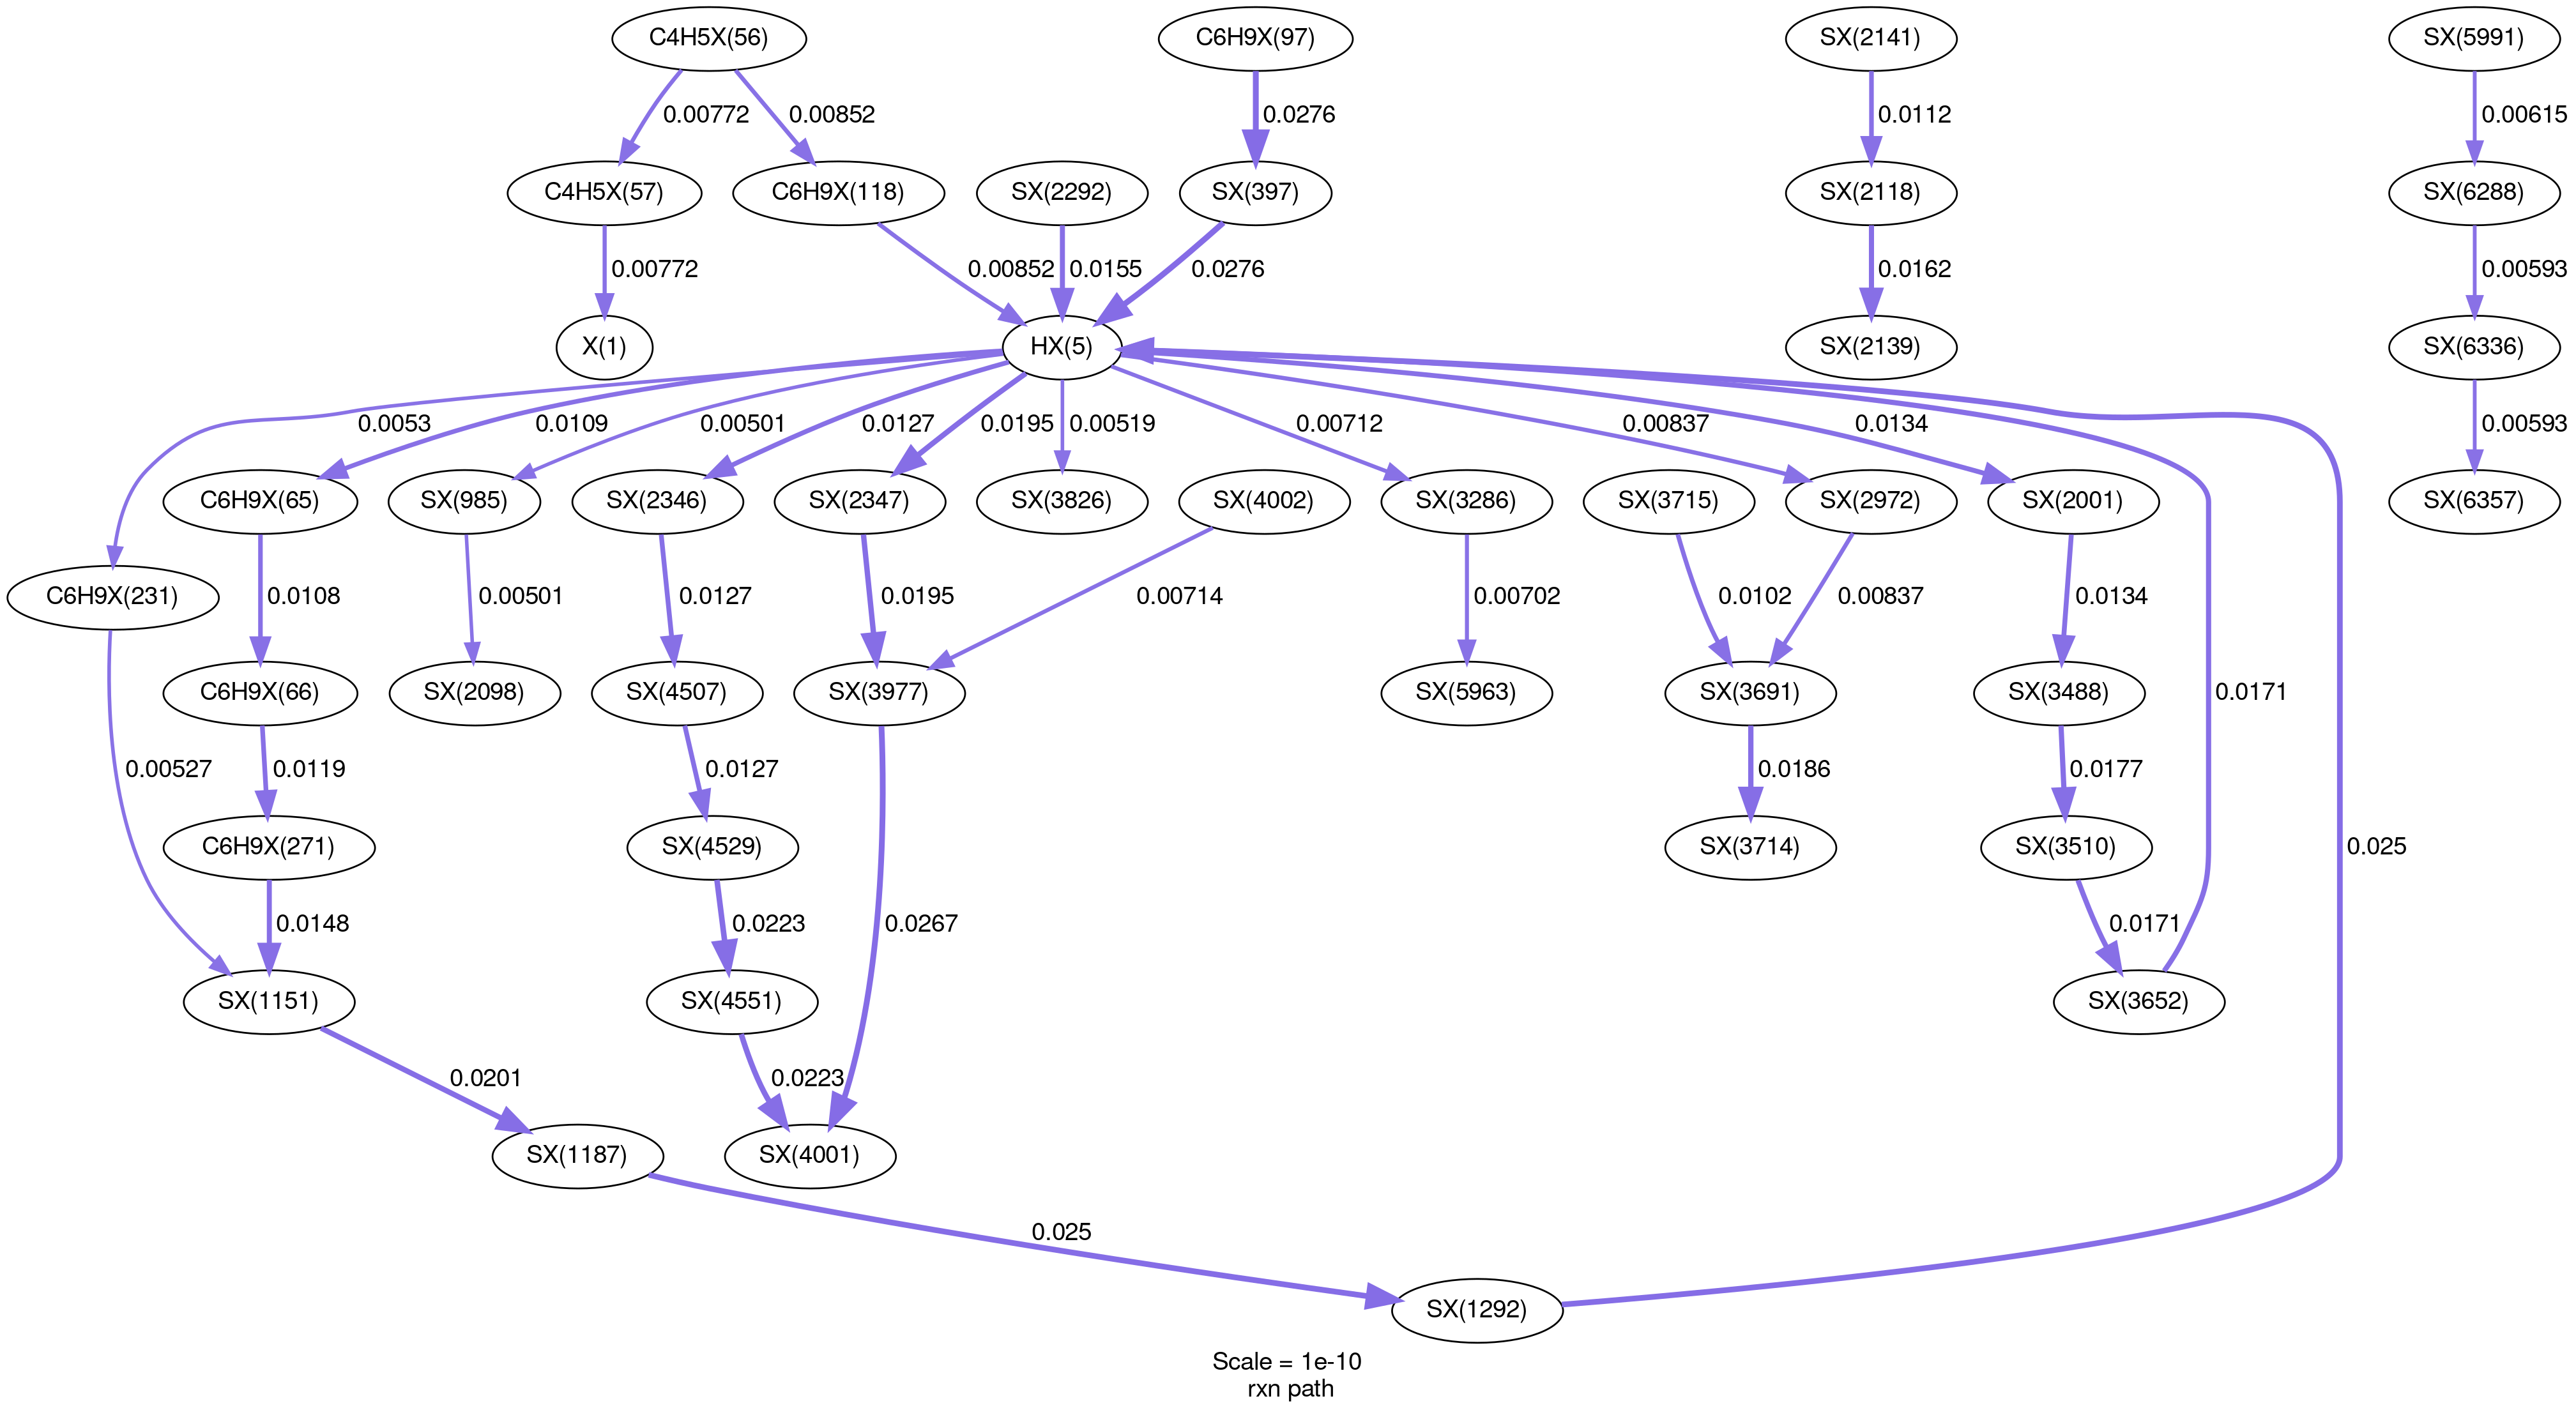 C4H5X(56)
C6H9X(97)
SX(2141)
SX(5991)
0.00772
0.00852
0.0276
0.0112
0.00615
C4H5X(57)
C6H9X(118)
SX(2292)
SX(397)
SX(2118)
SX(6288)
0.00772
0.00852
0.0155
0.0276
0.0162
0.00593
X(1)
HX(5)
SX(2139)
SX(6336)
0.0053
0.0109
0.00501
0.0127
0.0195
0.00519
0.00712
0.00837
0.0134
0.00593
C6H9X(65)
SX(985)
SX(2346)
SX(2347)
SX(3826)
SX(4002)
SX(3286)
SX(3715)
SX(2972)
SX(2001)
SX(6357)
C6H9X(231)
0.0108
0.00501
0.0127
0.0195
0.00714
0.00702
0.0102
0.00837
0.0134
C6H9X(66)
SX(2098)
SX(4507)
SX(3977)
SX(5963)
SX(3691)
SX(3488)
0.0171
0.00527
0.0119
0.0127
0.0186
0.0177
C6H9X(271)
SX(4529)
SX(3714)
SX(3510)
0.025
0.0148
0.0223
0.0267
0.0171
SX(1151)
SX(4551)
SX(3652)
0.0201
0.0223
SX(1187)
SX(4001)
0.025
SX(1292)
Scale = 1e-10
rxn path